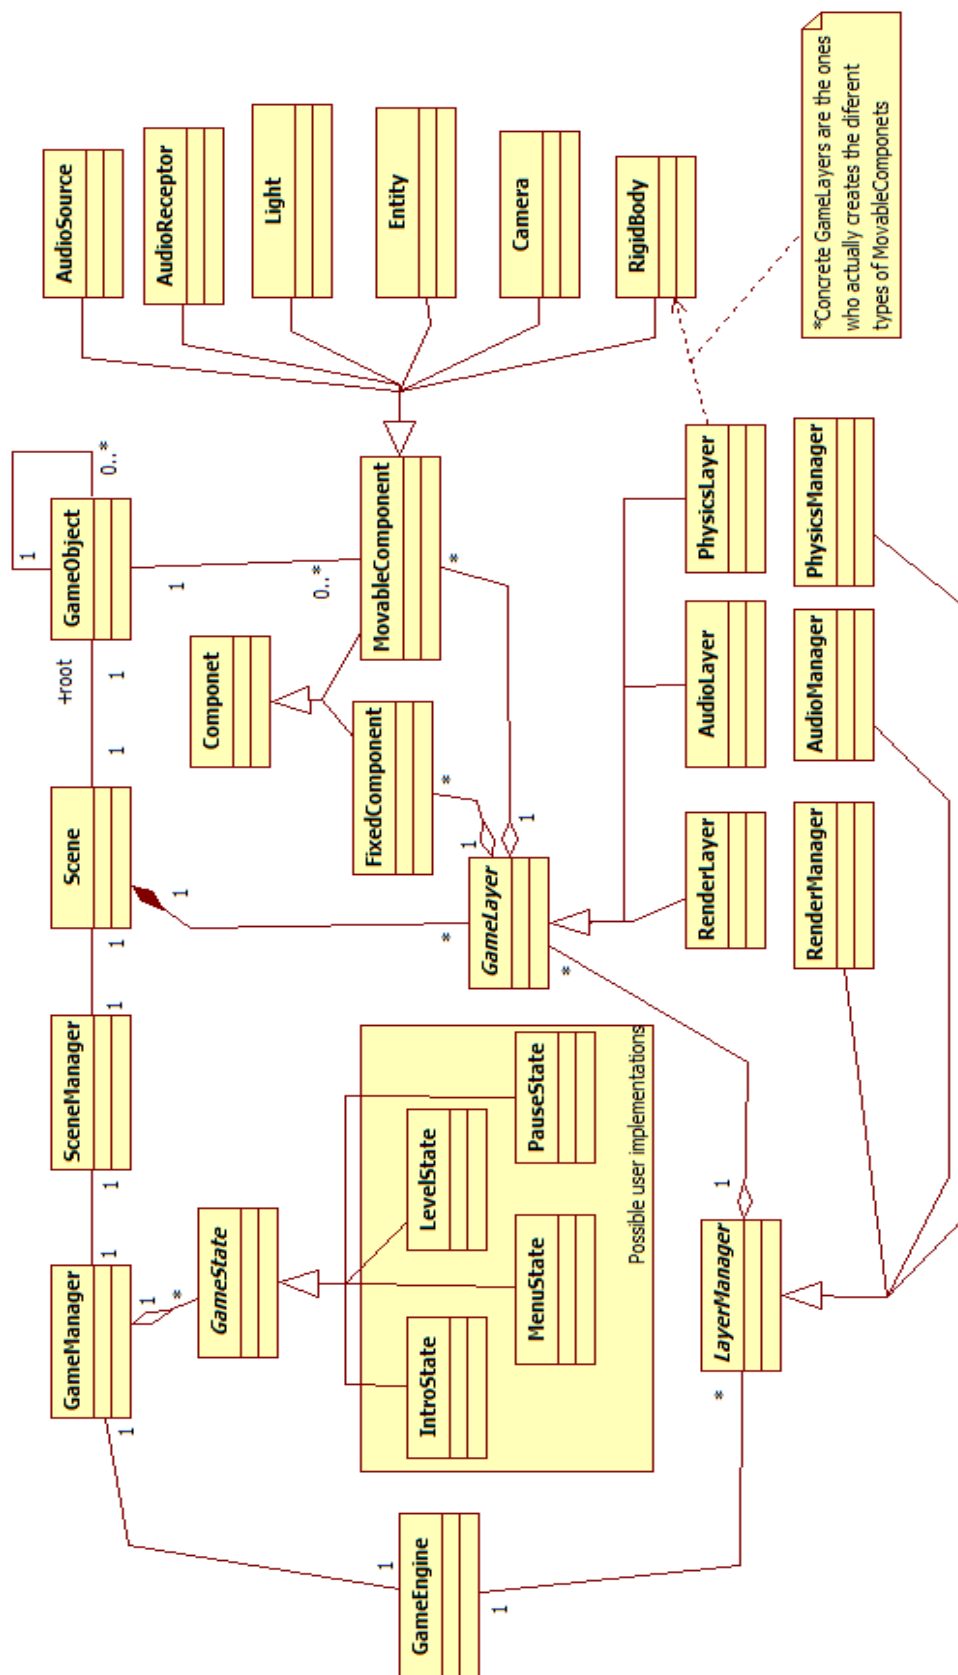 1
GameManager
SceneManager
Scene
+root
GameObject
AudioSource
1
1
1
1
1
1
0..*
1
1
*
1
1
AudioReceptor
GameState
Componet
Light
0..*
FixedComponent
MovableComponent
1
Entity
GameEngine
IntroState
LevelState
*
*
*
1
1
GameLayer
1
MenuState
PauseState
Camera
*
Possible user implementations
RigidBody
RenderLayer
AudioLayer
PhysicsLayer
*
1
LayerManager
RenderManager
AudioManager
PhysicsManager
*Concrete GameLayers are the ones
who actually creates the diferent
types of MovableComponets